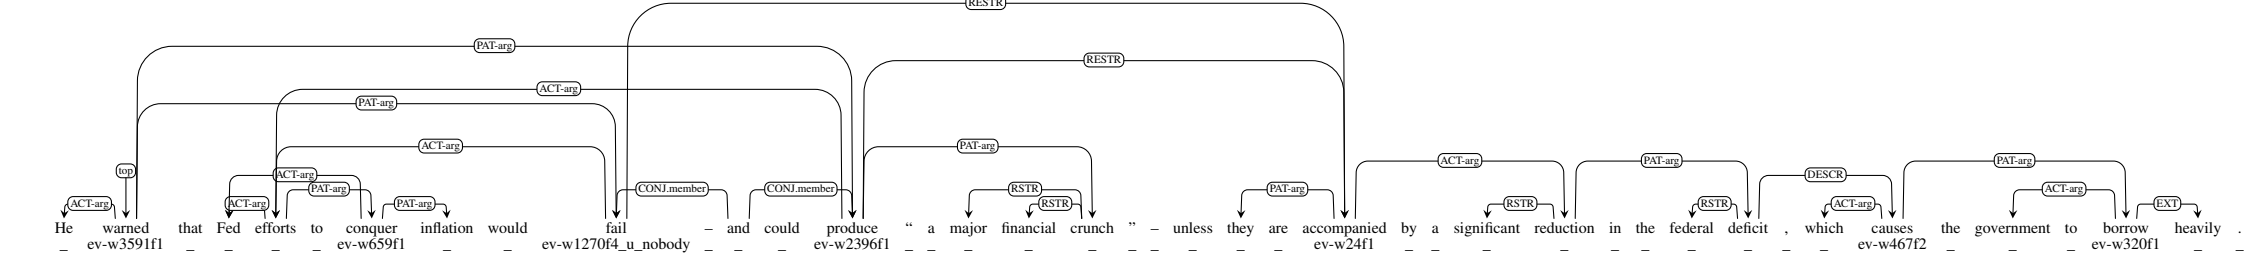 RESTR
PAT-arg
RESTR
ACT-arg
PAT-arg
ACT-arg PAT-arg
ACT-arg PAT-arg PAT-arg
top
ACT-arg DESCR
PAT-arg CONJ.member CONJ.member RSTR PAT-arg ACT-arg
ACT-arg ACT-arg PAT-arg RSTR RSTR RSTR ACT-arg EXT
He warned that Fed efforts to conquer inflation would fail – and could produce “ a major financial crunch ” – unless they are accompanied by a significant reduction in the federal deficit , which causes the government to borrow heavily .
_ ev-w3591f1 _ _ _ _ ev-w659f1 _ _ ev-w1270f4_u_nobody _ _ _ ev-w2396f1 _ _ _ _ _ _ _ _ _ _ ev-w24f1 _ _ _ _ _ _ _ _ _ _ ev-w467f2 _ _ _ ev-w320f1 _ _